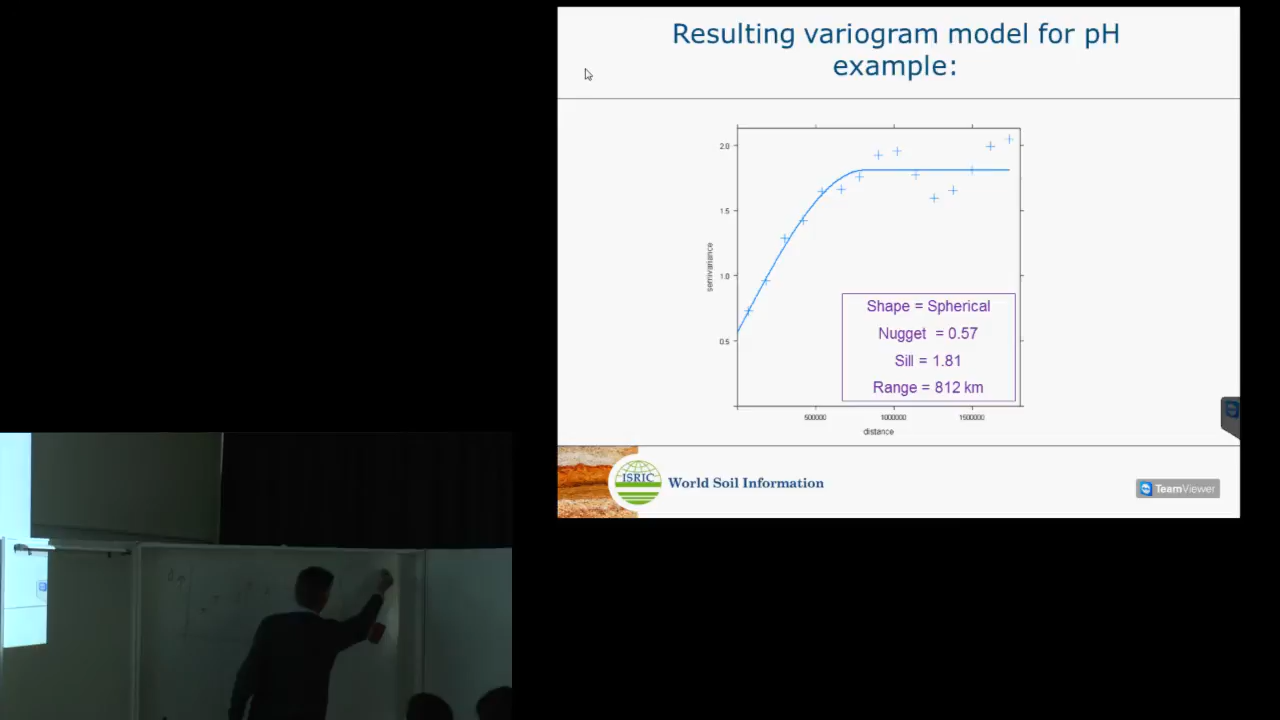 Resulting variogram model for pH
example:
2.0
1.5
1.0
0.5
semivariance
500000
1000000
1500000
distance
Shape = Spherical
Nugget = 0.57
Sill = 1.81
Range = 812 km
ISRIC
World Soil Information
TeamViewer